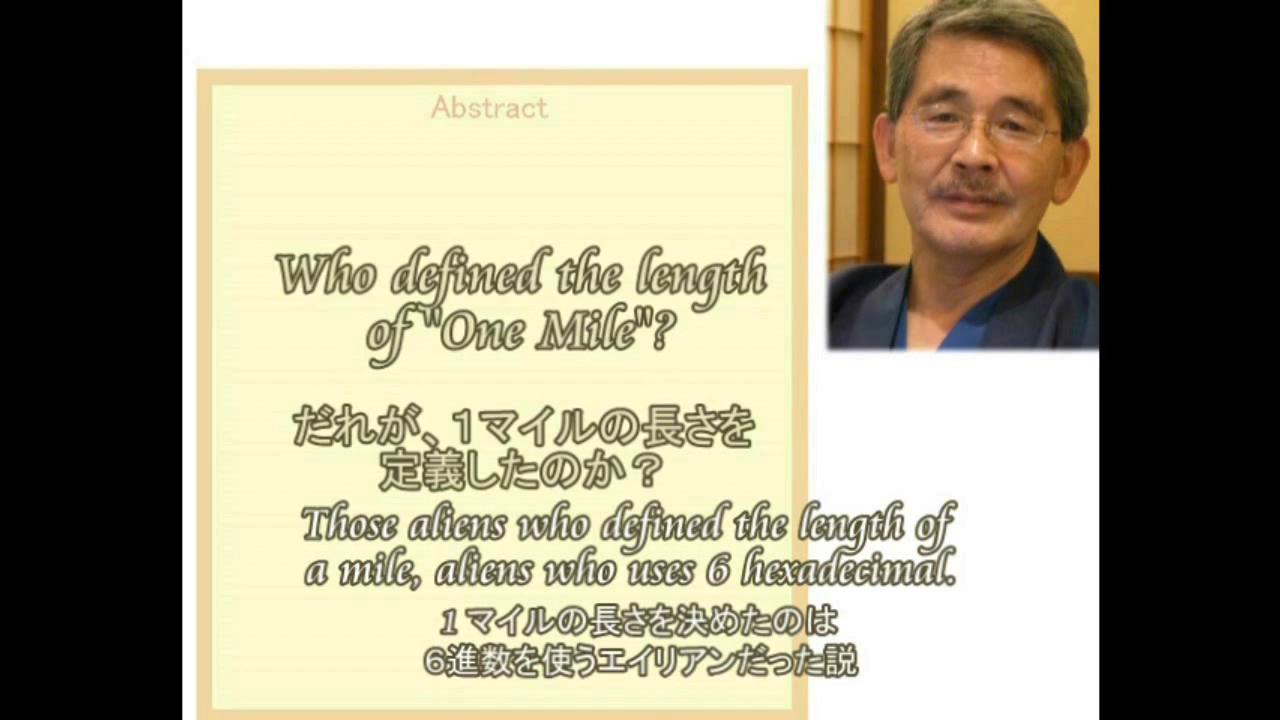 Abstract
Who defined the length
of "One Mile"?
だれが、１マイルの長さを
定義したのか？
Those aliens who defined the length of
a mile, aliens who uses 6 hexadecimal.
1 マイルの長さを決めたのは
６進数を使うエイリアンだった説